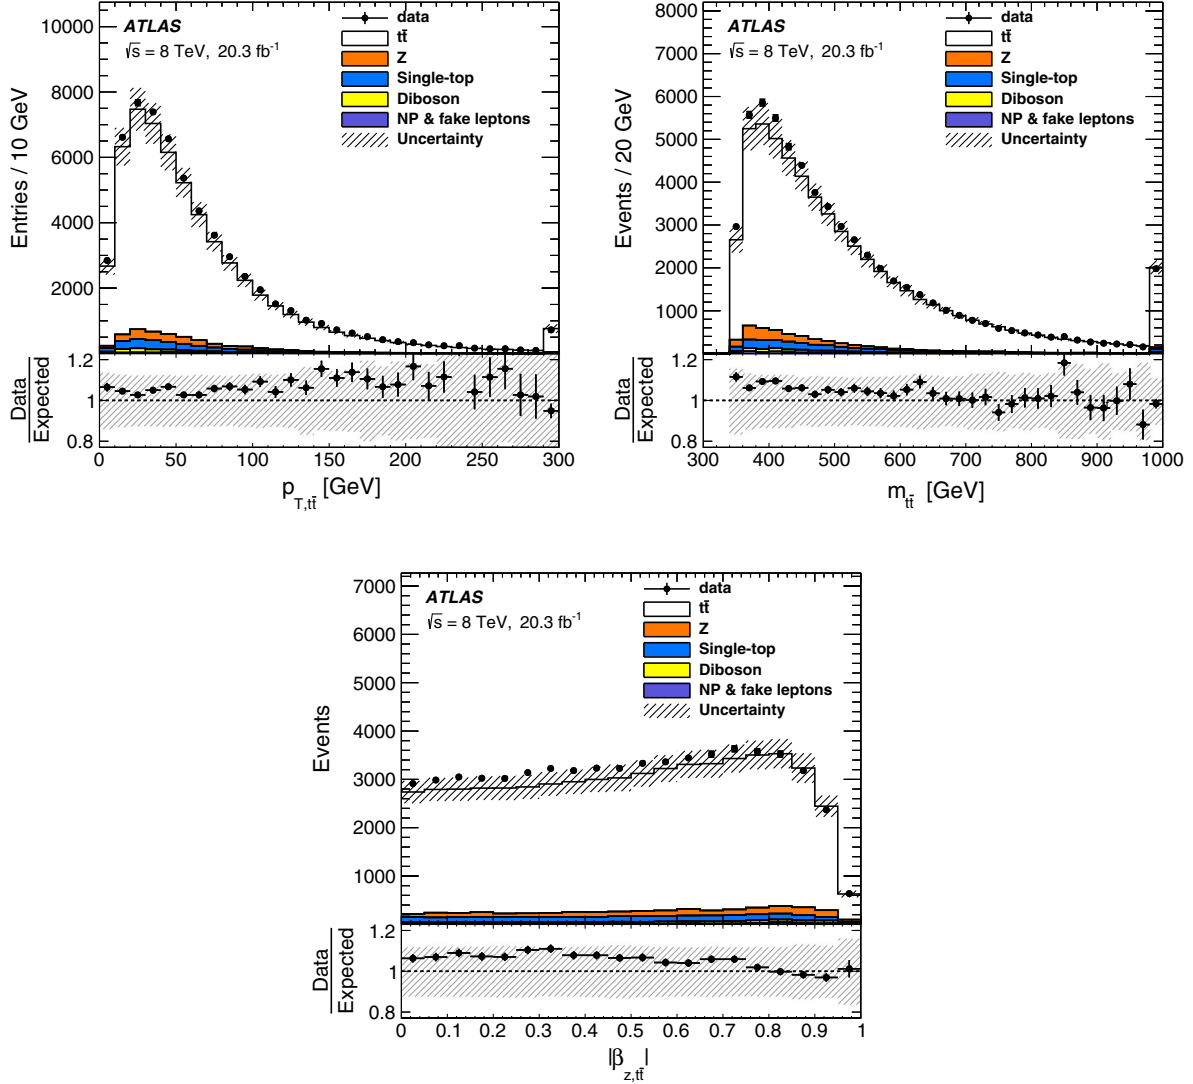 ATLAS
√s = 8 TeV, 20.3 fb-1
data
tt̄
Z
Single-top
Diboson
NP & fake leptons
Uncertainty
Entries / 10 GeV
10000
8000
6000
4000
2000
Data
Expected
1.2
1
0.8
0 50 100 150 200 250 300
pT,tt̄ [GeV]
ATLAS
√s = 8 TeV, 20.3 fb-1
data
tt̄
Z
Single-top
Diboson
NP & fake leptons
Uncertainty
Events / 20 GeV
8000
7000
6000
5000
4000
3000
2000
1000
Data
Expected
1.2
1
0.8
300 400 500 600 700 800 900 1000
mtt̄ [GeV]
ATLAS
√s = 8 TeV, 20.3 fb-1
data
tt̄
Z
Single-top
Diboson
NP & fake leptons
Uncertainty
Events
7000
6000
5000
4000
3000
2000
1000
Data
Expected
1.2
1
0.8
0 0.1 0.2 0.3 0.4 0.5 0.6 0.7 0.8 0.9 1
|βz,tt̄|